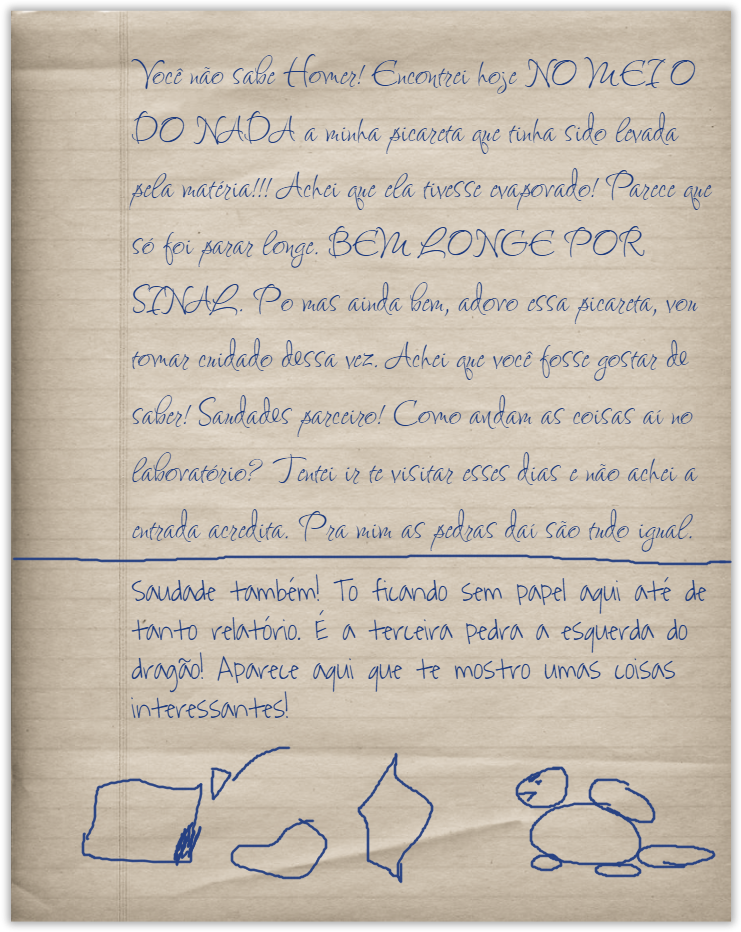 Você não sabe Homer! Encontrei hoje NO MEIO
DO NADA a minha picareta que tinha sido levada
pela matéria!!! Achei que ela tivesse evaporado! Parece que
só foi parar longe. BEM LONGE POR
SINAL. Po mas ainda bem, adoro essa picareta, vou
tomar cuidado dessa vez. Achei que você fosse gostar de
saber! Saudades parceiro! Como andam as coisas aí no
laboratório? Tentei ir te visitar esses dias e não achei a
entrada acredita. Pra mim as pedras daí são tudo igual.
Saudade também! To ficando sem papel aqui até de
tanto relatório. É a terceira pedra a esquerda do
dragão! Aparece aqui que te mostro umas coisas
interessantes!